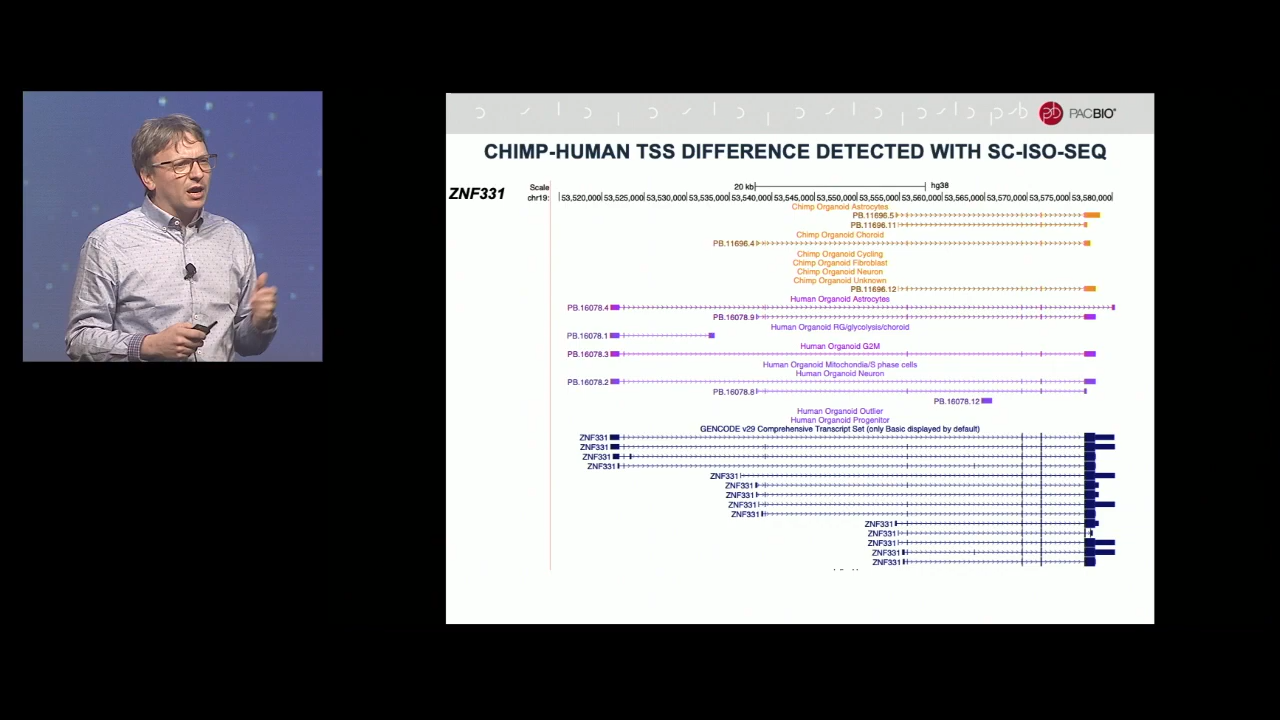 PACBIO®
CHIMP-HUMAN TSS DIFFERENCE DETECTED WITH SC-ISO-SEQ
ZNF331
Scale 20 kb hg38
chr19: 53,520,000 53,525,000 53,530,000 53,535,000 53,540,000 53,545,000 53,550,000 53,555,000 53,560,000 53,565,000 53,570,000 53,575,000 53,580,000
Chimp Organoid Astrocytes
PB.11696.5
PB.11696.11
Chimp Organoid Choroid
PB.11696.4
Chimp Organoid Cycling
Chimp Organoid Fibroblast
Chimp Organoid Neuron
Chimp Organoid Unknown
PB.11696.12
Human Organoid Astrocytes
PB.16078.4
PB.16078.9
Human Organoid RG/glycolysis/choroid
PB.16078.1
Human Organoid G2M
PB.16078.3
Human Organoid Mitochondria/S phase cells
Human Organoid Neuron
PB.16078.2
PB.16078.8
PB.16078.12
Human Organoid Outlier
Human Organoid Progenitor
GENCODE v29 Comprehensive Transcript Set (only Basic displayed by default)
ZNF331
ZNF331
ZNF331
ZNF331
ZNF331
ZNF331
ZNF331
ZNF331
ZNF331
ZNF331
ZNF331
ZNF331
ZNF331
ZNF331